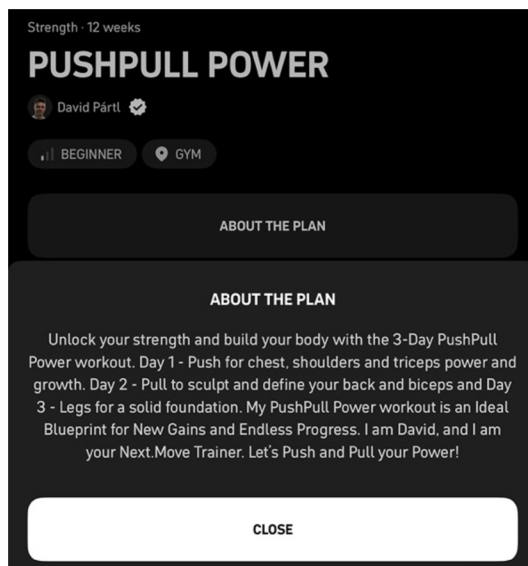 Strength · 12 weeks
PUSHPULL POWER
David Pártl
BEGINNER
GYM
ABOUT THE PLAN
ABOUT THE PLAN
Unlock your strength and build your body with the 3-Day PushPull
Power workout. Day 1 - Push for chest, shoulders and triceps power and
growth. Day 2 - Pull to sculpt and define your back and biceps and Day
3 - Legs for a solid foundation. My PushPull Power workout is an Ideal
Blueprint for New Gains and Endless Progress. I am David, and I am
your Next.Move Trainer. Let's Push and Pull your Power!
CLOSE